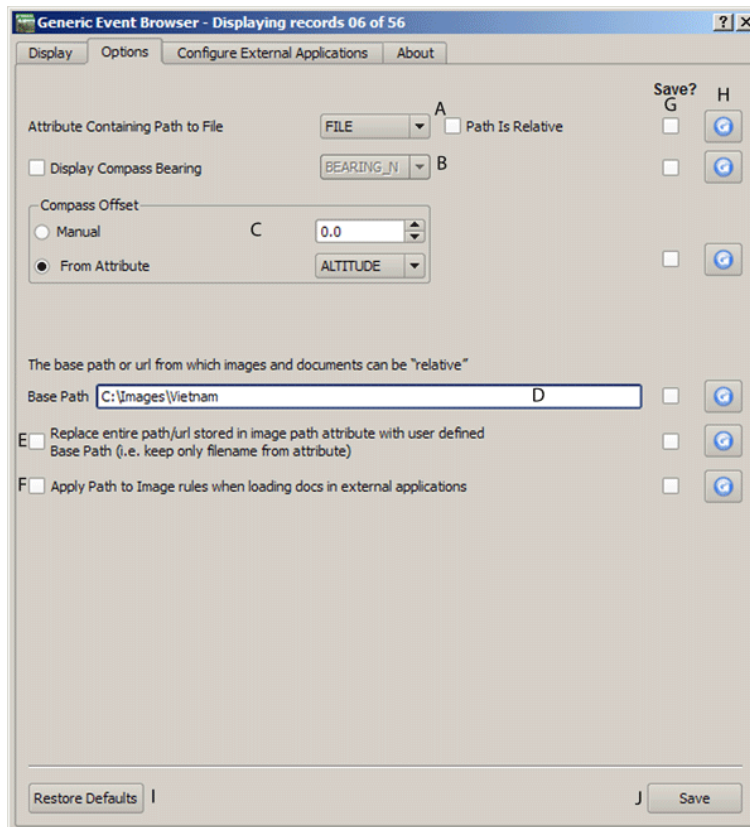 Generic Event Browser - Displaying records 06 of 56
Display Options Configure External Applications About
Save?
A G H
Attribute Containing Path to File FILE Path Is Relative
Display Compass Bearing BEARING_N B
Compass Offset
Manual C 0.0
From Attribute ALTITUDE
The base path or url from which images and documents can be "relative"
Base Path C:\Images\Vietnam D
E Replace entire path/url stored in image path attribute with user defined
Base Path (i.e. keep only filename from attribute)
F Apply Path to Image rules when loading docs in external applications
Restore Defaults I J Save